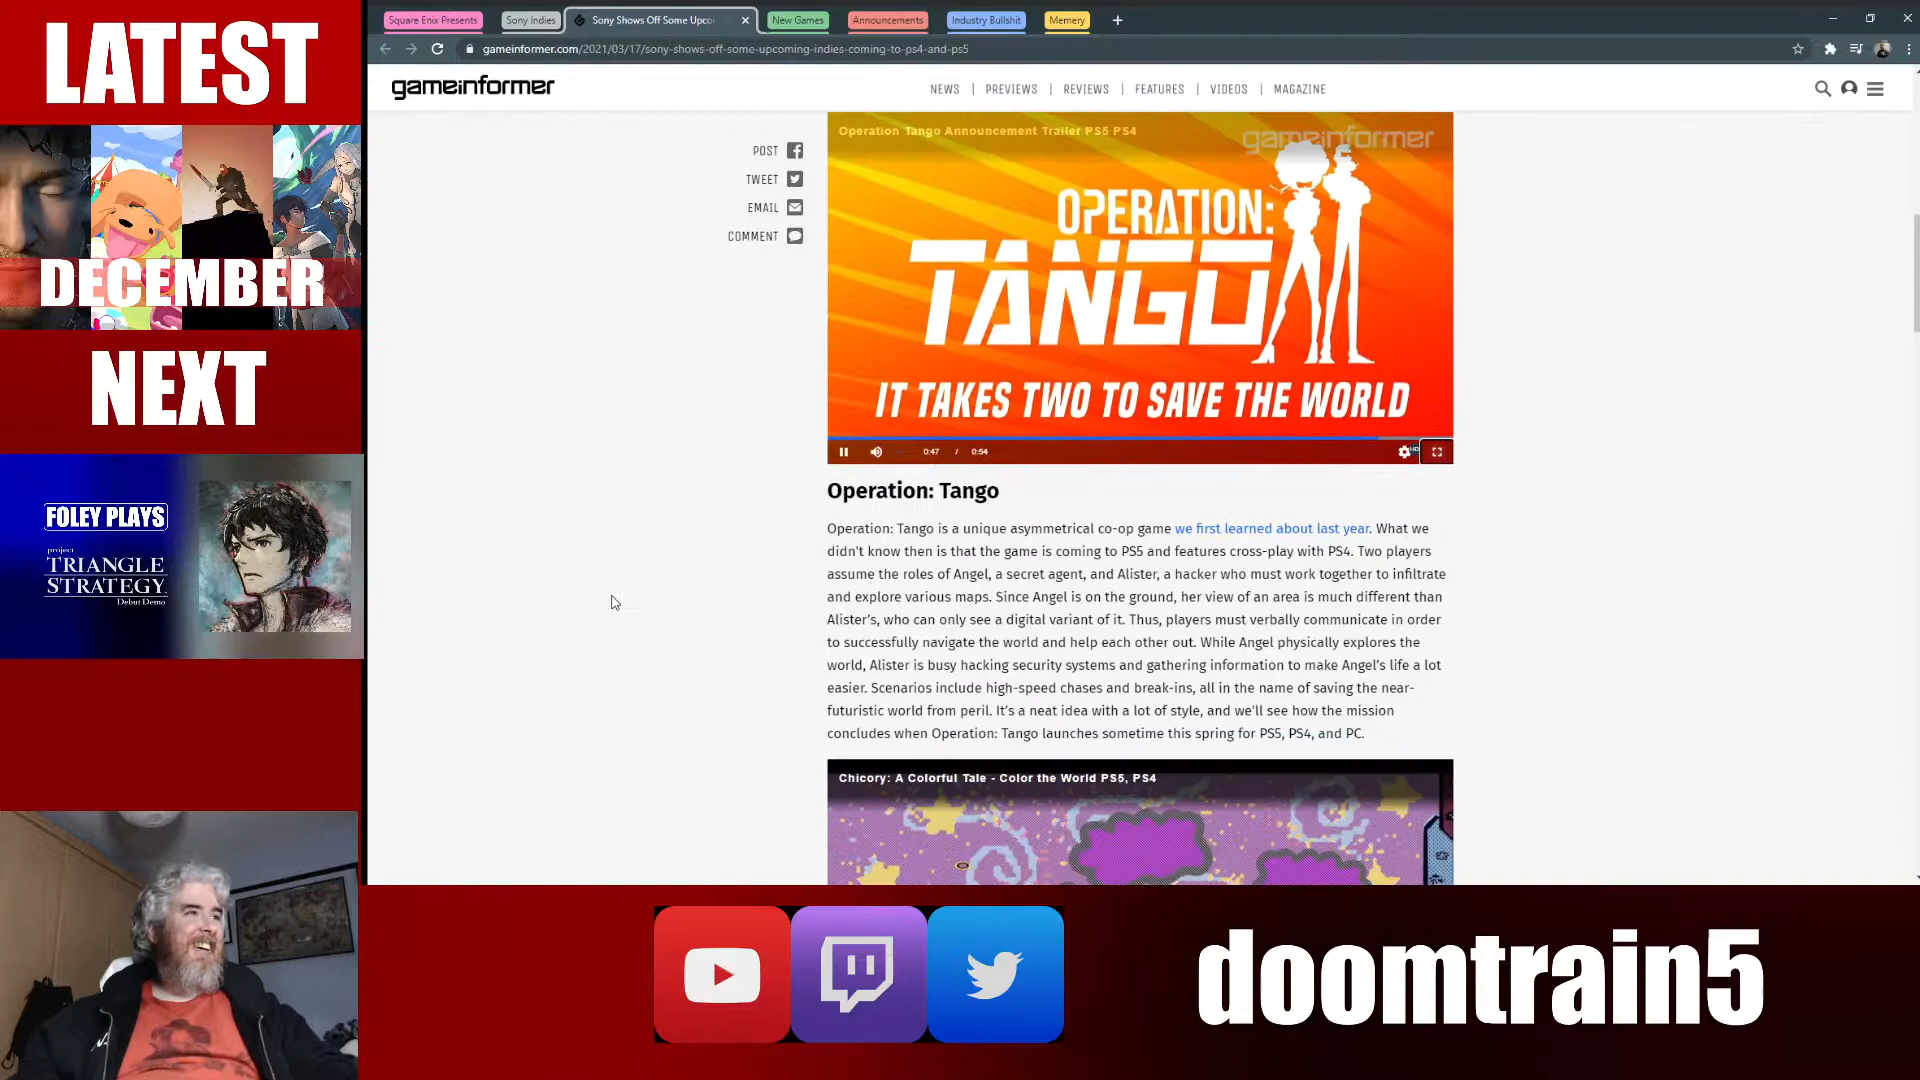 LATEST
DECEMBER
NEXT
FOLEY PLAYS
project
TRIANGLE
STRATEGY
Debut Demo
Square Enix Presents
Sony Indies
Sony Shows Off Some Upco
New Games
Announcements
Industry Bullshit
Memery
gameinformer.com/2021/03/17/sony-shows-off-some-upcoming-indies-coming-to-ps4-and-ps5
gameinformer
NEWS | PREVIEWS | REVIEWS | FEATURES | VIDEOS | MAGAZINE
POST
TWEET
EMAIL
COMMENT
Operation Tango Announcement Trailer PS5 PS4
gameinformer
OPERATION:
TANGO
IT TAKES TWO TO SAVE THE WORLD
0:47 / 0:54
HD
Operation: Tango
Operation: Tango is a unique asymmetrical co-op game we first learned about last year. What we
didn't know then is that the game is coming to PS5 and features cross-play with PS4. Two players
assume the roles of Angel, a secret agent, and Alister, a hacker who must work together to infiltrate
and explore various maps. Since Angel is on the ground, her view of an area is much different than
Alister's, who can only see a digital variant of it. Thus, players must verbally communicate in order
to successfully navigate the world and help each other out. While Angel physically explores the
world, Alister is busy hacking security systems and gathering information to make Angel's life a lot
easier. Scenarios include high-speed chases and break-ins, all in the name of saving the near-
futuristic world from peril. It's a neat idea with a lot of style, and we'll see how the mission
concludes when Operation: Tango launches sometime this spring for PS5, PS4, and PC.
Chicory: A Colorful Tale - Color the World PS5, PS4
doomtrain5